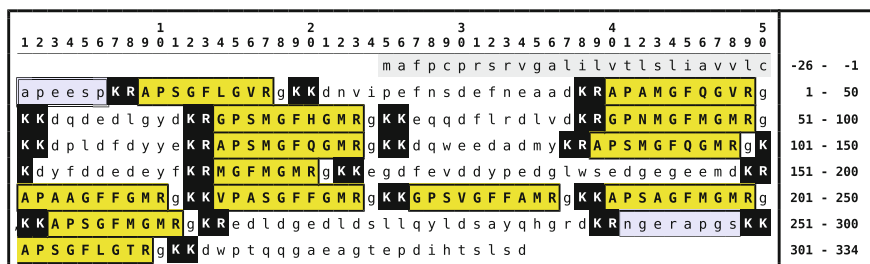 1 2 3 4 5
1 2 3 4 5 6 7 8 9 0 1 2 3 4 5 6 7 8 9 0 1 2 3 4 5 6 7 8 9 0 1 2 3 4 5 6 7 8 9 0 1 2 3 4 5 6 7 8 9 0
m a f p c p r s r v g a l i l v t l s l i a v v l c -26 - -1
a p e e s p K R A P S G F L G V R g K K d n v i p e f n s d e f n e a a d K R A P A M G F Q G V R g 1 - 50
K K d q d e d l g y d K R G P S M G F H G M R g K K e q q d f l r d l v d K R G P N M G F M G M R g 51 - 100
K K d p l d f d y y e K R A P S M G F Q G M R g K K d q w e e d a d m y K R A P S M G F Q G M R g K 101 - 150
K d y f d d e d e y f K R M G F M G M R g K K e g d f e v d d y p e d g l w s e d g e g e e m d K R 151 - 200
A P A A G F F G M R g K K V P A S G F F G M R g K K G P S V G F F A M R g K K A P S A G F M G M R g 201 - 250
K K A P S G F M G M R g K R e d l d g e d l d s l l q y l d s a y q h g r d K R n g e r a p g s K K 251 - 300
A P S G F L G T R g K K d w p t q q g a e a g t e p d i h t s l s d 301 - 334